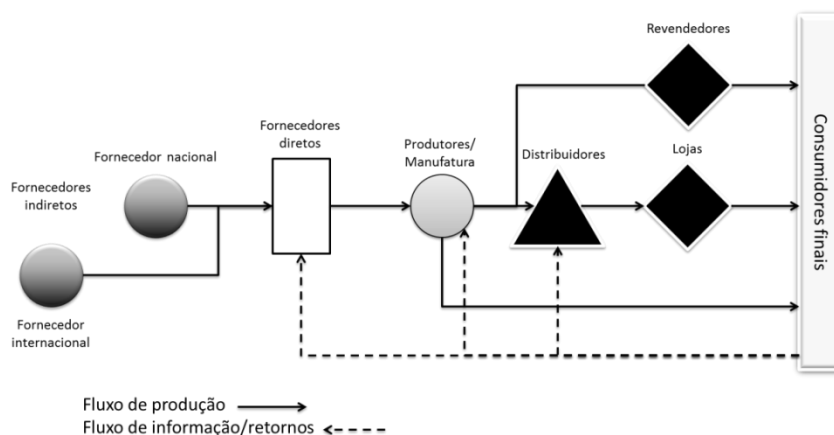 Revendedores
Fornecedores
diretos
Fornecedor nacional
Produtores/
Manufatura
Distribuidores
Lojas
Fornecedores
indiretos
Fornecedor
internacional
Consumidores finais
Fluxo de produção
Fluxo de informação/retornos